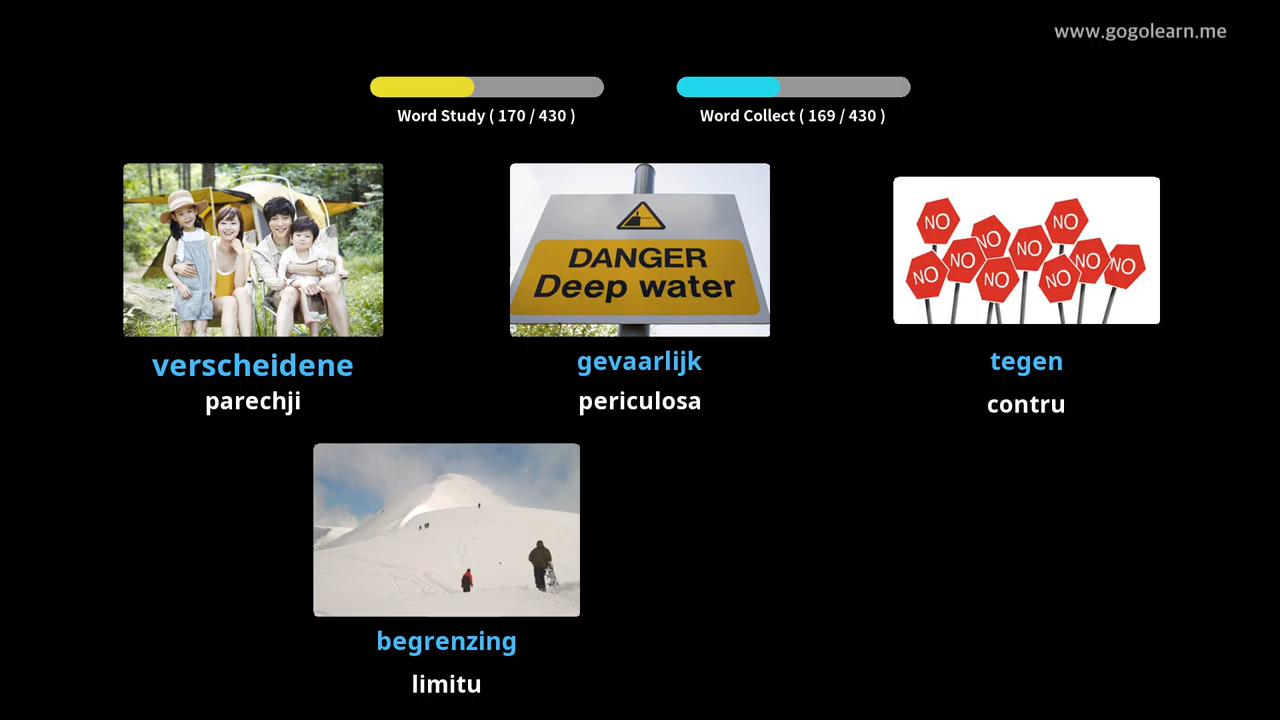 www.gogolearn.me
Word Study ( 170 / 430 )
Word Collect ( 169 / 430 )
DANGER
Deep water
NO
NO
NO
NO
NO
NO
NO
NO
NO
NO
verscheidene
parechji
gevaarlijk
periculosa
tegen
contru
begrenzing
limitu